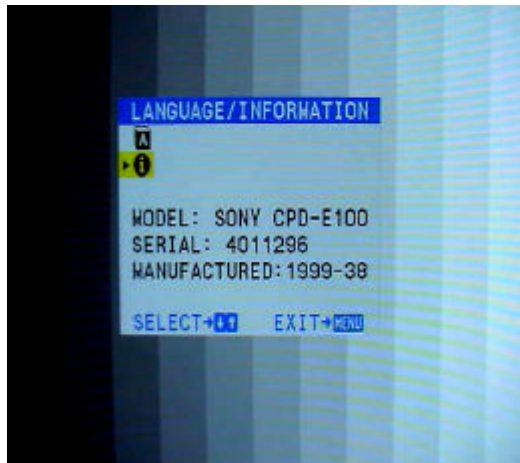 LANGUAGE/INFORMATION
A
i
MODEL: SONY CPD-E100
SERIAL: 4011296
MANUFACTURED:1999-38
SELECT→↓↑ EXIT→MENU